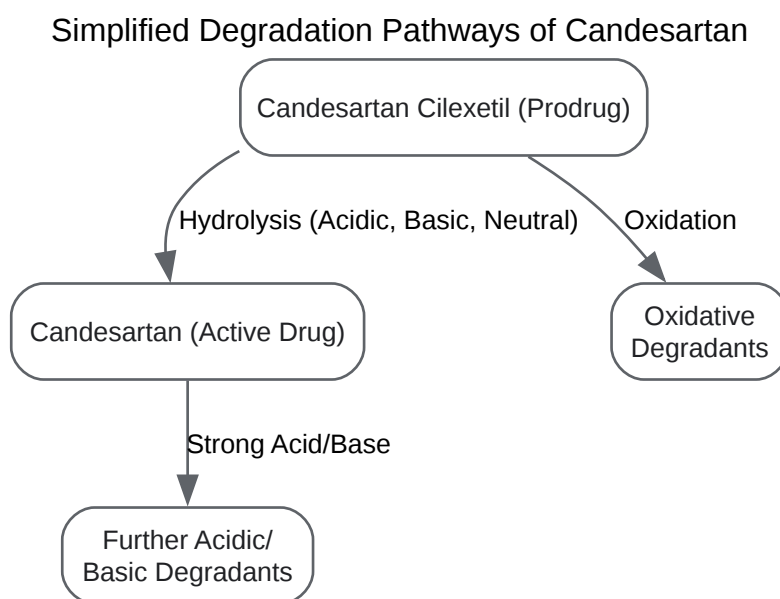 Simplified Degradation Pathways of Candesartan
Candesartan Cilexetil (Prodrug)
Hydrolysis (Acidic, Basic, Neutral)
Oxidation
Candesartan (Active Drug)
Oxidative
Degradants
Strong Acid/Base
Further Acidic/
Basic Degradants